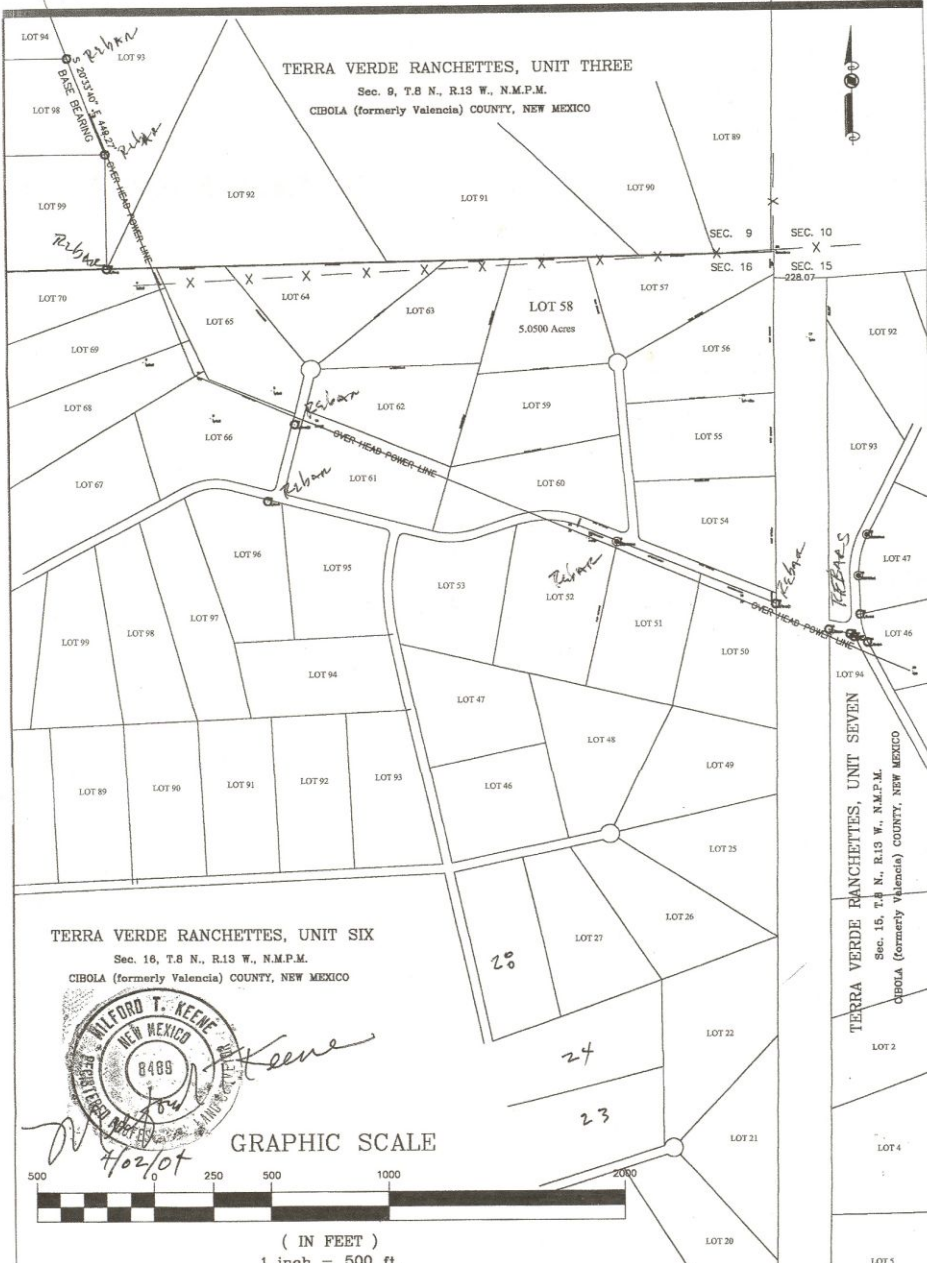 LOT 94
Rebar
LOT 93
TERRA VERDE RANCHETTES, UNIT THREE
Sec. 9, T.8 N., R.13 W., N.M.P.M.
CIBOLA (formerly Valencia) COUNTY, NEW MEXICO
S 20°33'40" E 449.27'
BASE BEARING
LOT 98
Rebar
LOT 89
OVER HEAD POWER LINE
LOT 99
LOT 92
LOT 91
LOT 90
Rebar
SEC. 9
SEC. 10
SEC. 16
SEC. 15
228.07
LOT 70
LOT 65
LOT 64
LOT 63
LOT 58
5.0500 Acres
LOT 57
LOT 92
LOT 69
LOT 56
LOT 68
LOT 66
Rebar
LOT 62
LOT 59
LOT 55
OVER HEAD POWER LINE
LOT 93
LOT 67
Rebar
LOT 61
LOT 60
LOT 54
LOT 96
LOT 95
LOT 53
Rebar
LOT 52
Rebar
REBARS
LOT 47
LOT 99
LOT 98
LOT 97
LOT 51
OVER HEAD POWER LINE
LOT 46
LOT 94
LOT 50
LOT 94
LOT 47
LOT 48
LOT 49
LOT 89
LOT 90
LOT 91
LOT 92
LOT 93
LOT 46
TERRA VERDE RANCHETTES, UNIT SEVEN
Sec. 15, T.8 N., R.13 W., N.M.P.M.
CIBOLA (formerly Valencia) COUNTY, NEW MEXICO
LOT 25
LOT 26
LOT 27
TERRA VERDE RANCHETTES, UNIT SIX
Sec. 16, T.8 N., R.13 W., N.M.P.M.
CIBOLA (formerly Valencia) COUNTY, NEW MEXICO
MILFORD T. KEENE
NEW MEXICO
8489
Keene
4/02/04
24
23
LOT 22
LOT 2
LOT 21
LOT 4
GRAPHIC SCALE
500
0
250
500
1000
2000
( IN FEET )
1 inch = 500 ft.
LOT 20
LOT 5